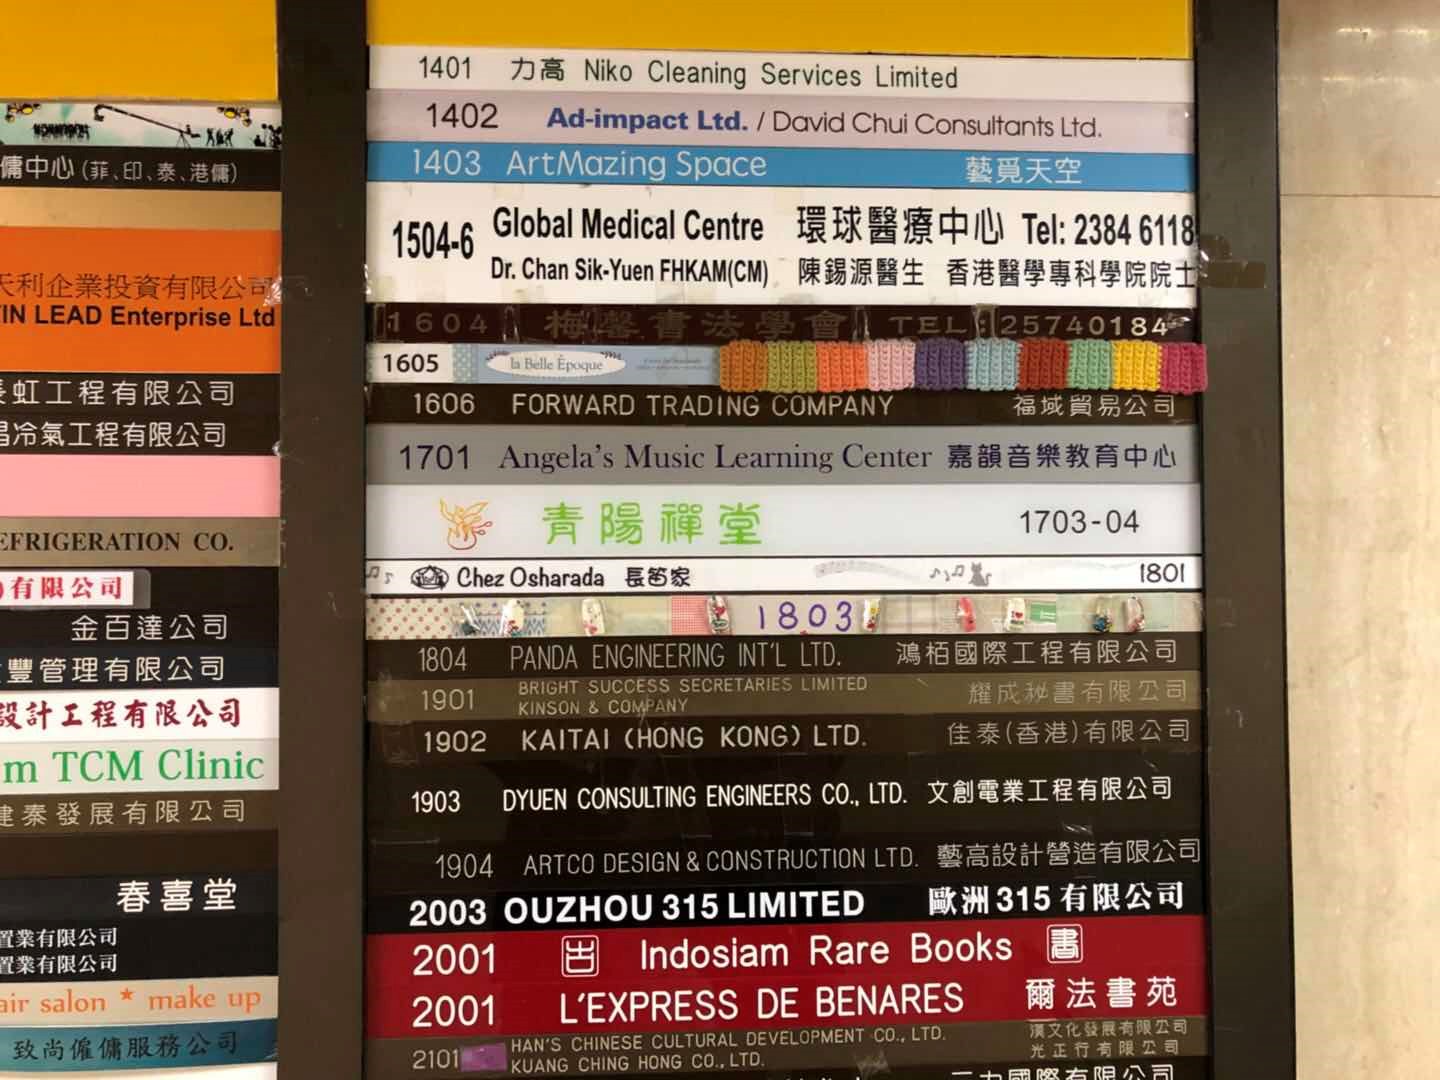 傭中心 (菲、印、泰、港傭)
天利企業投資有限公司
LEAD Enterprise Ltd
虹工程有限公司
冷氣工程有限公司
EFRIGERATION CO.
有限公司
金百達公司
豐管理有限公司
設計工程有限公司
m TCM Clinic
建泰發展有限公司
春喜堂
置業有限公司
置業有限公司
air salon * make up
致尚僱傭服務公司
1401 力高 Niko Cleaning Services Limited
1402 Ad-impact Ltd. / David Chui Consultants Ltd.
1403 ArtMazing Space 藝覓天空
1504-6 Global Medical Centre 環球醫療中心 Tel: 2384 6118
Dr. Chan Sik-Yuen FHKAM(CM) 陳錫源醫生 香港醫學專科學院院士
1604 梅馨書法學會 TEL:25740184
1605 la Belle Époque
1606 FORWARD TRADING COMPANY 福域貿易公司
1701 Angela's Music Learning Center 嘉韻音樂教育中心
青陽禪堂 1703-04
Chez Osharada 長笛家 1801
1803
1804 PANDA ENGINEERING INT'L LTD. 鴻栢國際工程有限公司
1901 BRIGHT SUCCESS SECRETARIES LIMITED 耀成秘書有限公司
KINSON & COMPANY
1902 KAITAI (HONG KONG) LTD. 佳泰(香港)有限公司
1903 DYUEN CONSULTING ENGINEERS CO., LTD. 文創電業工程有限公司
1904 ARTCO DESIGN & CONSTRUCTION LTD. 藝高設計營造有限公司
2003 OUZHOU 315 LIMITED 歐洲 315 有限公司
2001 古 Indosiam Rare Books 書
2001 L'EXPRESS DE BENARES 爾法書苑
2101 HAN'S CHINESE CULTURAL DEVELOPMENT CO., LTD. 漢文化發展有限公司
KUANG CHING HONG CO., LTD. 光正行有限公司
國際有限公司